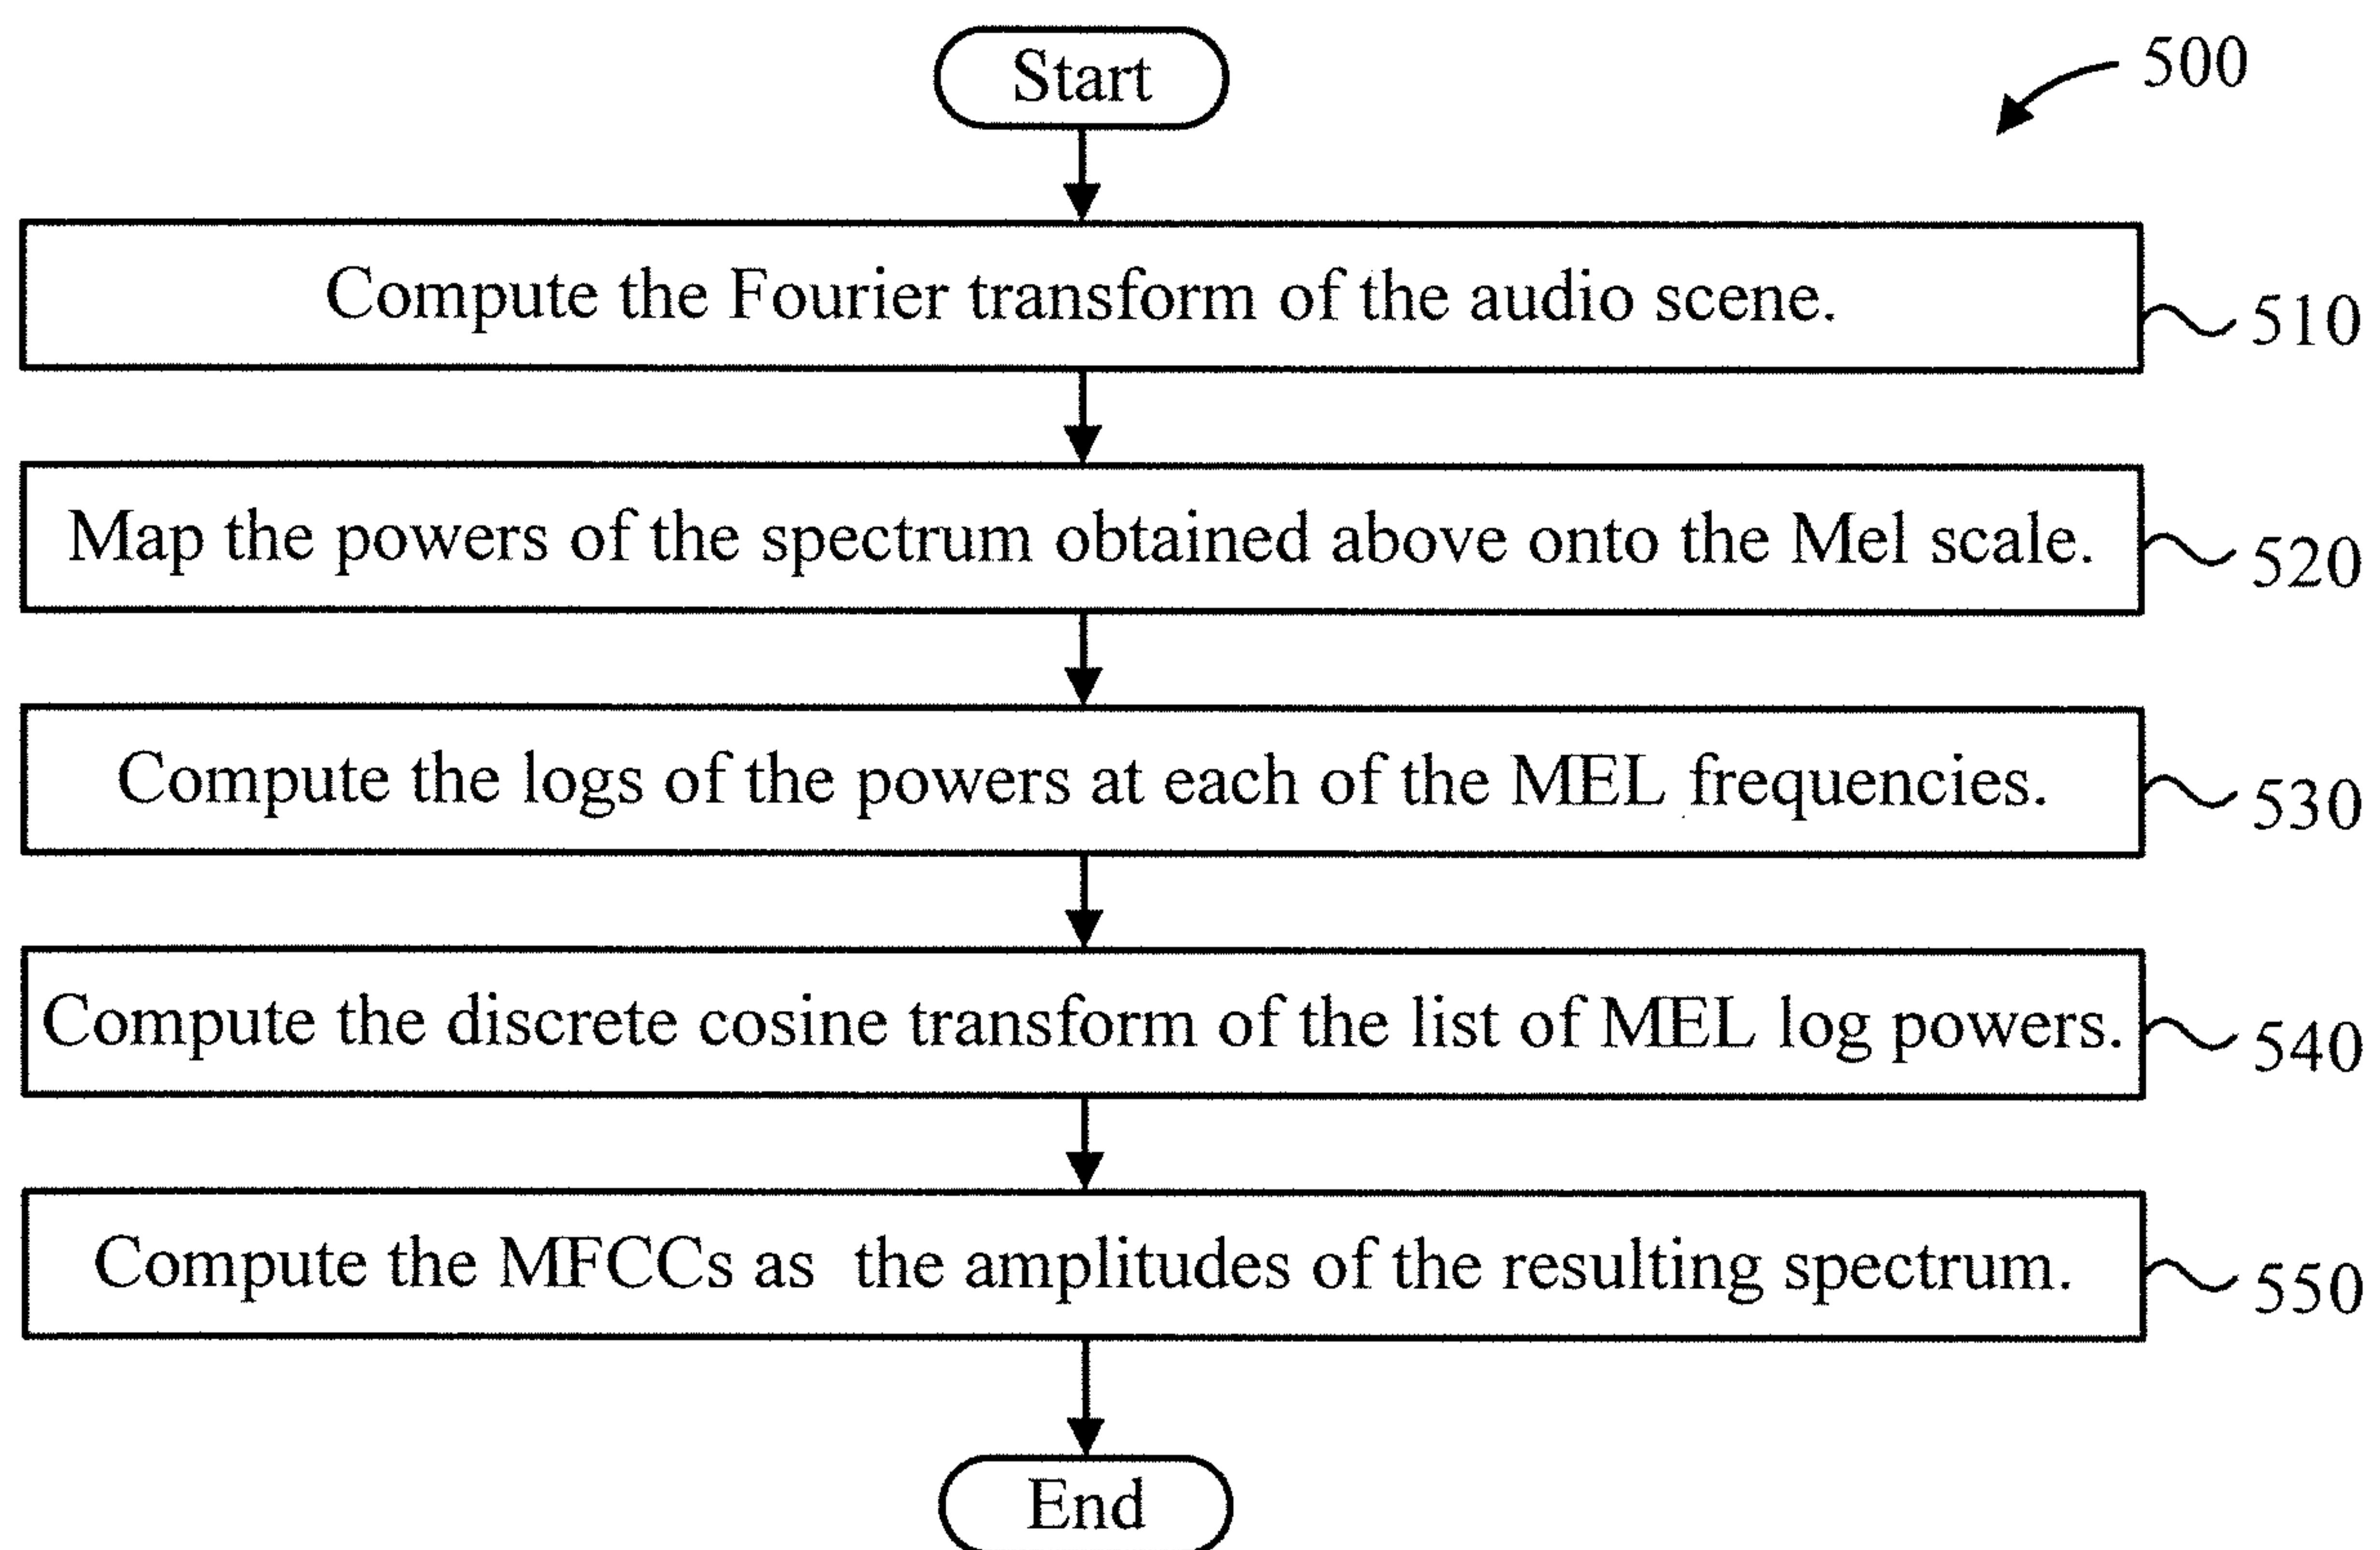 Start
500
Compute the Fourier transform of the audio scene.
510
Map the powers of the spectrum obtained above onto the Mel scale.
520
Compute the logs of the powers at each of the MEL frequencies.
530
Compute the discrete cosine transform of the list of MEL log powers.
540
Compute the MFCCs as the amplitudes of the resulting spectrum.
550
End